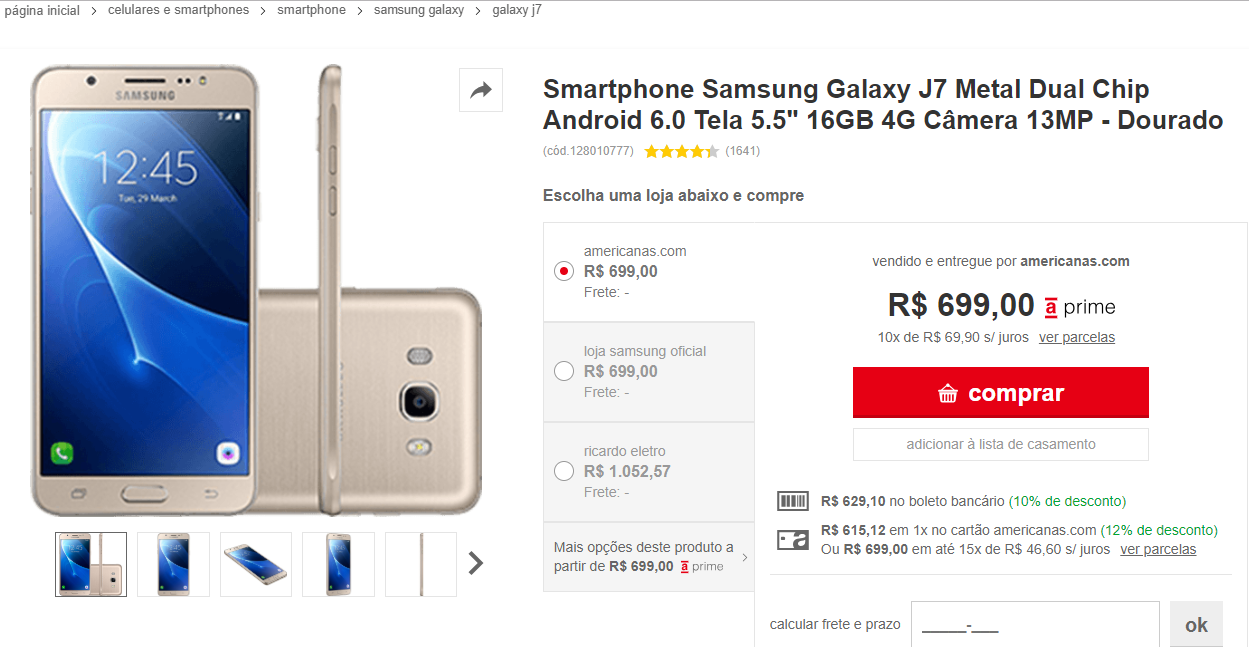 página inicial > celulares e smartphones > smartphone > samsung galaxy > galaxy j7
SAMSUNG
12:45
Tue, 29 March
Smartphone Samsung Galaxy J7 Metal Dual Chip
Android 6.0 Tela 5.5" 16GB 4G Câmera 13MP - Dourado
(cód.128010777) (1641)
Escolha uma loja abaixo e compre
americanas.com
R$ 699,00
Frete: -
loja samsung oficial
R$ 699,00
Frete: -
ricardo eletro
R$ 1.052,57
Frete: -
Mais opções deste produto a
partir de R$ 699,00 a prime
vendido e entregue por americanas.com
R$ 699,00 a prime
10x de R$ 69,90 s/ juros ver parcelas
comprar
adicionar à lista de casamento
R$ 629,10 no boleto bancário (10% de desconto)
a
R$ 615,12 em 1x no cartão americanas.com (12% de desconto)
Ou R$ 699,00 em até 15x de R$ 46,60 s/ juros ver parcelas
calcular frete e prazo _____-___ ok